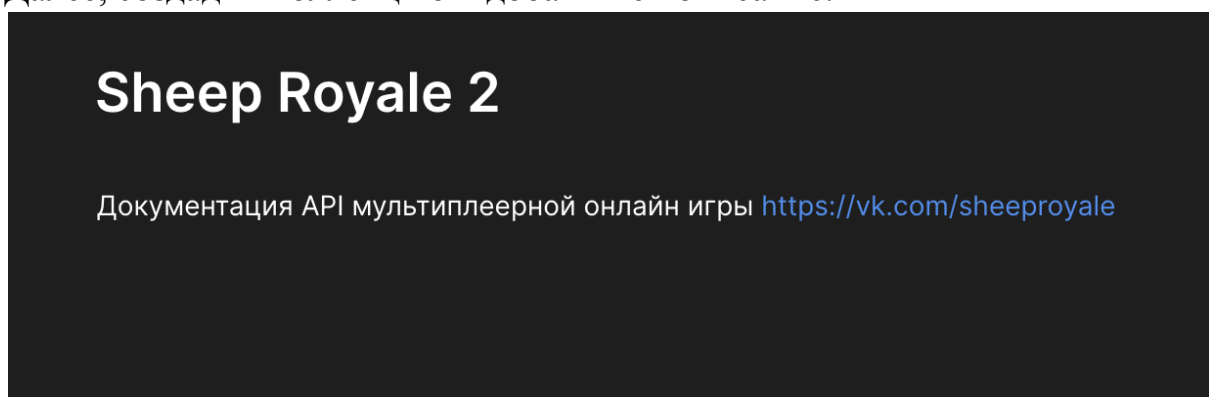 Sheep Royale 2
Документация API мультиплеерной онлайн игры https://vk.com/sheeproyale